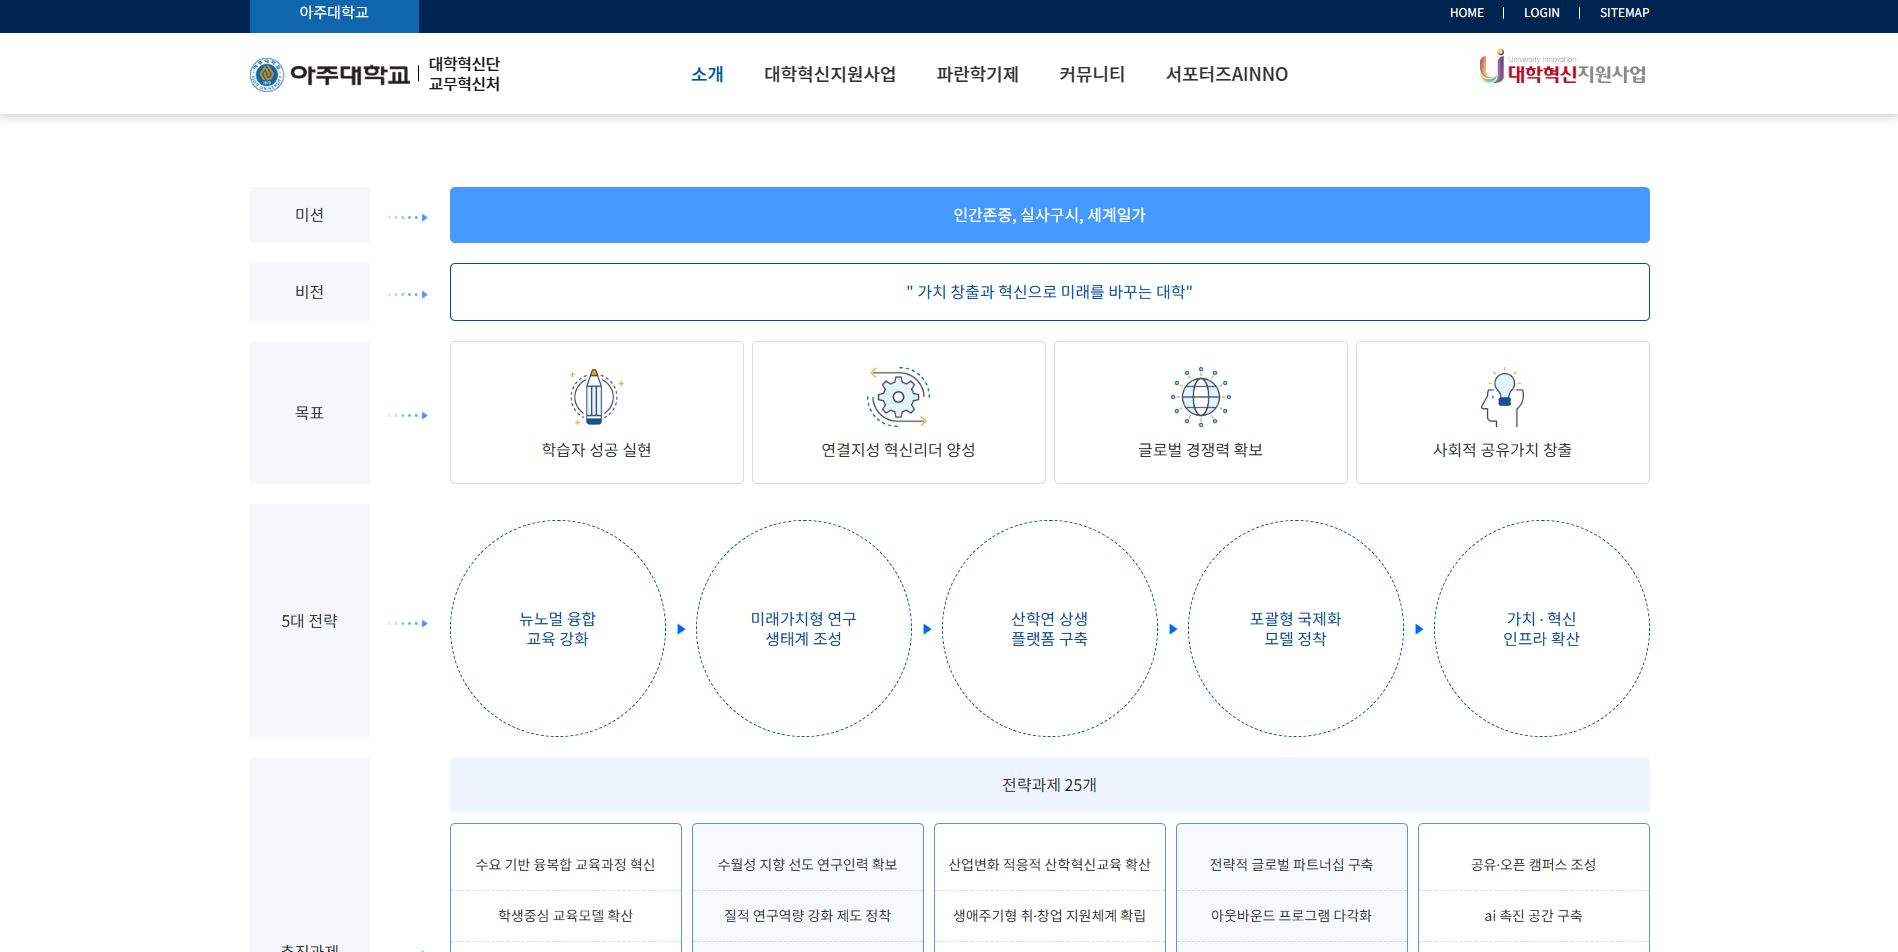 아주대학교
HOME
LOGIN
SITEMAP
아주대학교
대학혁신단
교무혁신처
소개
대학혁신지원사업
파란학기제
커뮤니티
서포터즈AINNO
University Innovation
대학혁신지원사업
미션
인간존중, 실사구시, 세계일가
비전
" 가치 창출과 혁신으로 미래를 바꾸는 대학"
목표
학습자 성공 실현
연결지성 혁신리더 양성
글로벌 경쟁력 확보
사회적 공유가치 창출
5대 전략
뉴노멀 융합
교육 강화
미래가치형 연구
생태계 조성
산학연 상생
플랫폼 구축
포괄형 국제화
모델 정착
가치 · 혁신
인프라 확산
전략과제 25개
수요 기반 융복합 교육과정 혁신
수월성 지향 선도 연구인력 확보
산업변화 적응적 산학혁신교육 확산
전략적 글로벌 파트너십 구축
공유·오픈 캠퍼스 조성
학생중심 교육모델 확산
질적 연구역량 강화 제도 정착
생애주기형 취·창업 지원체계 확립
아웃바운드 프로그램 다각화
ai 촉진 공간 구축